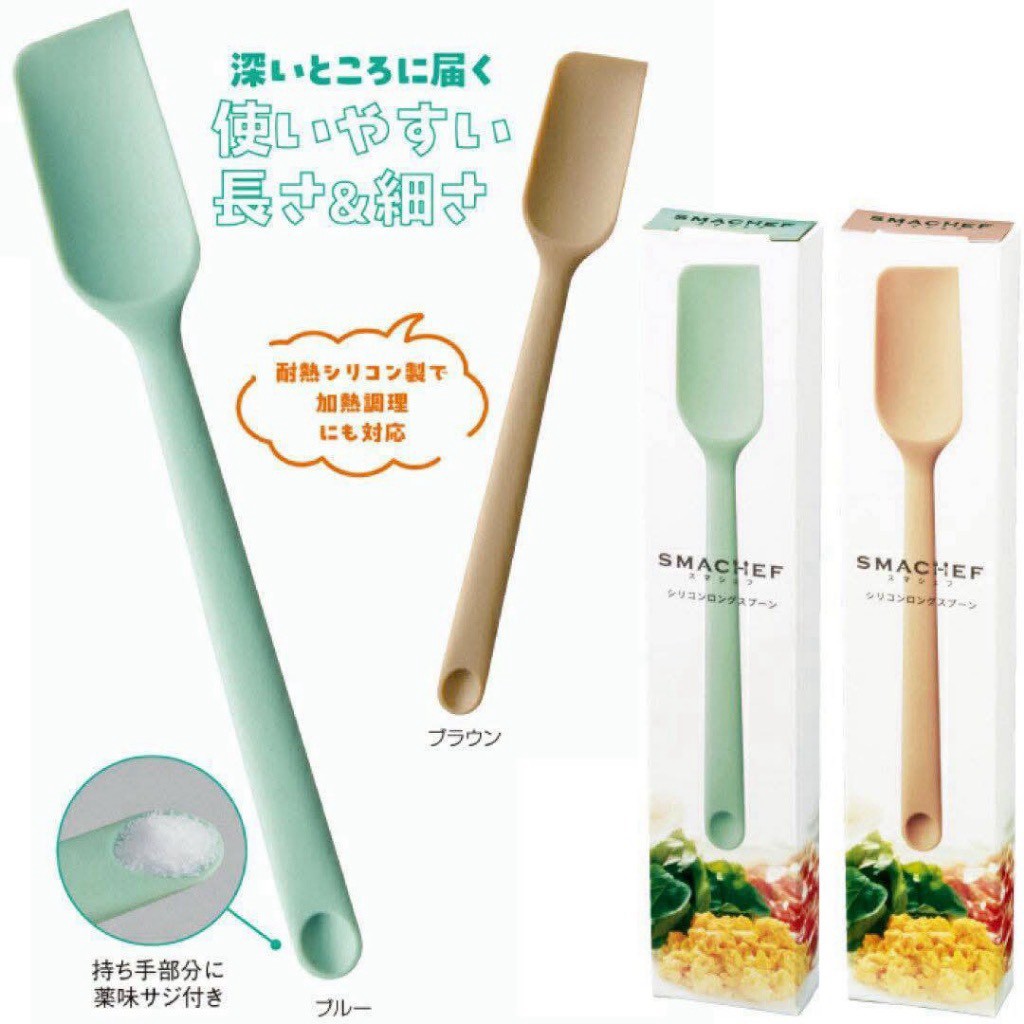 深いところに届く
使いやすい
長さ&細さ
耐熱シリコン製で
加熱調理
にも対応
ブラウン
持ち手部分に
薬味サジ付き
ブルー
SMACHEF
SMACHEF
スマシェフ
シリコンロングスプーン
SMACHEF
SMACHEF
スマシェフ
シリコンロングスプーン